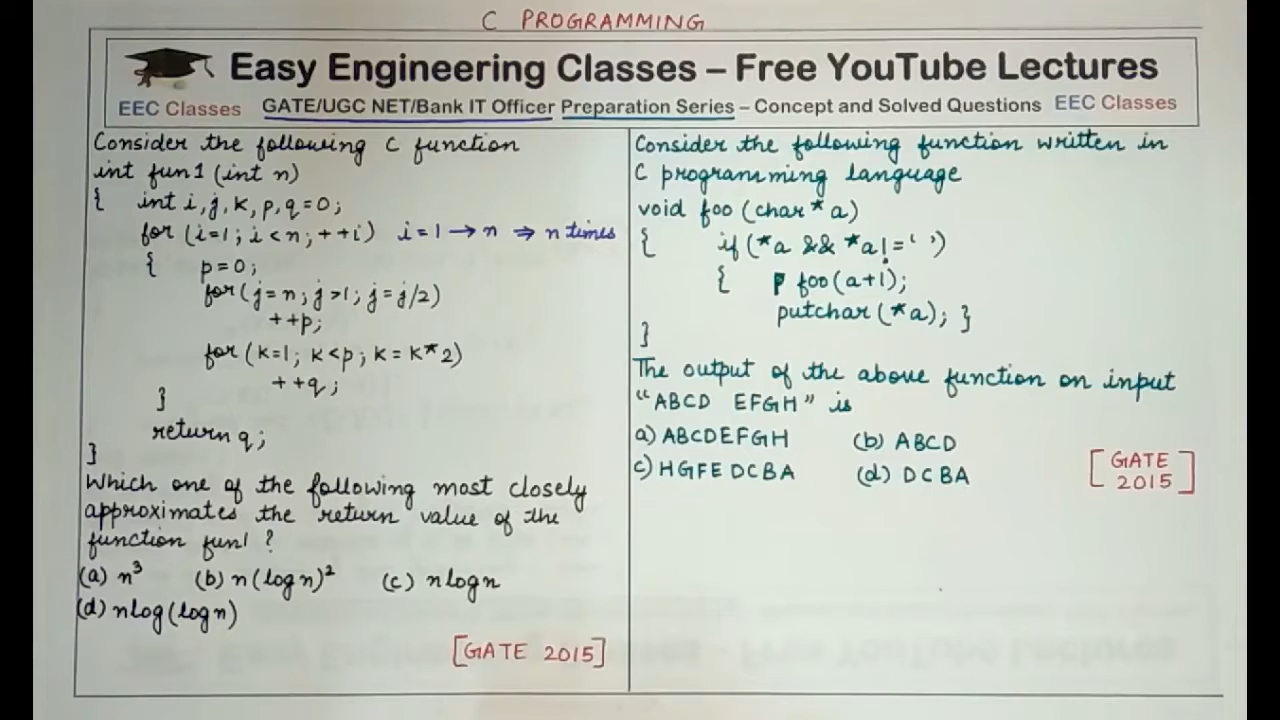 C PROGRAMMING
Easy Engineering Classes – Free YouTube Lectures
EEC Classes GATE/UGC NET/Bank IT Officer Preparation Series – Concept and Solved Questions EEC Classes
Consider the following C function
int fun1 (int n)
{ int i, j, k, p, q = 0;
for (i=1; i < n; ++i) i = 1 → n ⇒ n times
{ p = 0;
for (j = n; j > 1; j = j/2)
++p;
for (k=1; k < p; k = k*2)
++q;
}
return q;
}
Which one of the following most closely
approximates the return value of the
function fun1 ?
(a) n³ (b) n (log n)² (c) n log n
(d) n log (log n)
[GATE 2015]
Consider the following function written in
C programming language
void foo (char * a)
{ if (*a && *a != ' ')
{ P foo (a+1);
putchar (*a); }
}
The output of the above function on input
"ABCD EFGH" is
a) ABCDEFGH (b) ABCD
c) HGFE DCBA (d) DCBA
[GATE
2015]